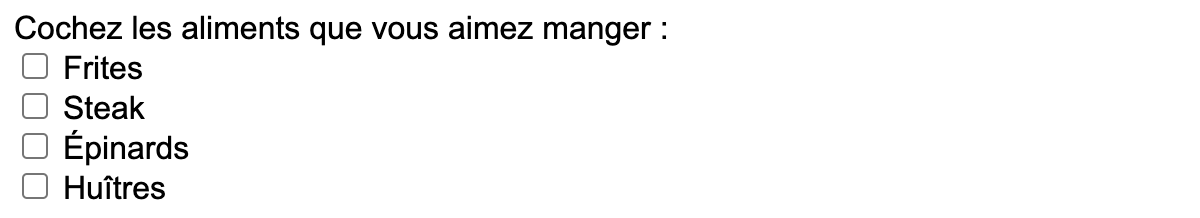 Cochez les aliments que vous aimez manger :
Frites
Steak
Épinards
Huîtres